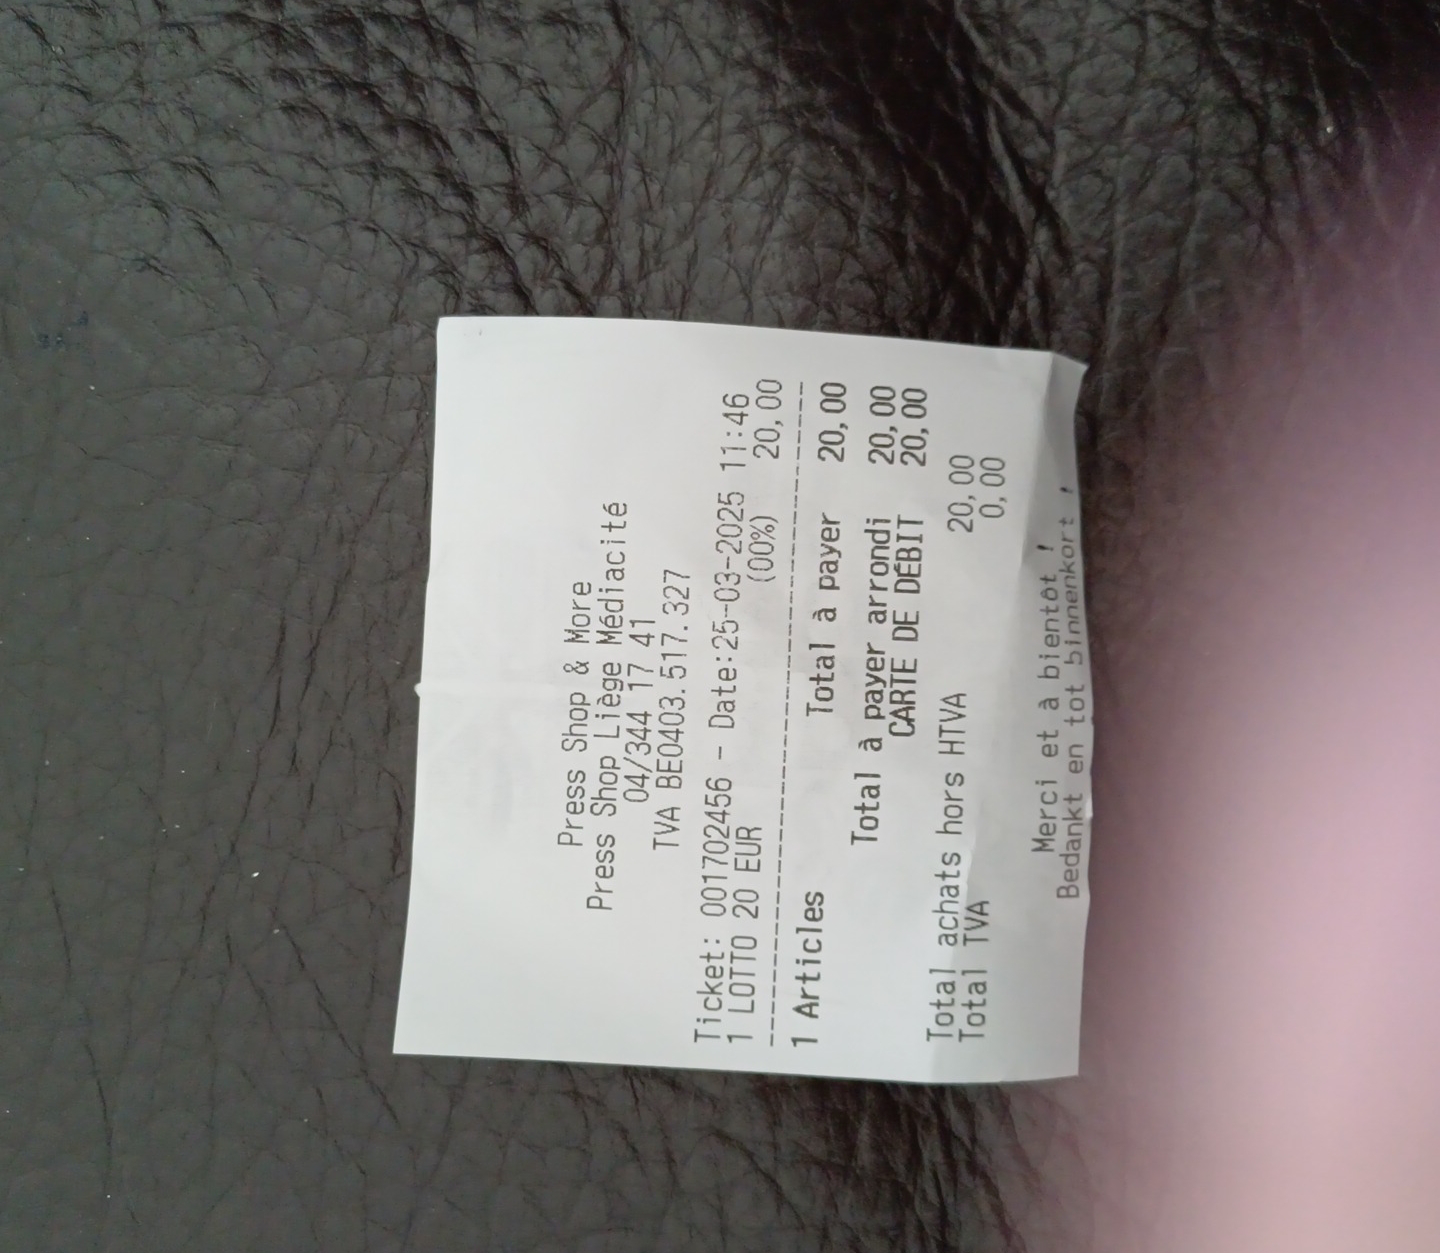 Press Shop & More
Press Shop Liège Médiacité
04/344 17 41
TVA BE0403.517.327
Ticket: 001702456 - Date:25-03-2025 11:46
1 LOTTO 20 EUR (00%) 20,00
1 Articles Total à payer 20,00
Total à payer arrondi 20,00
CARTE DE DÉBIT 20,00
Total achats hors HTVA 20,00
Total TVA 0,00
Merci et à bientôt !
Bedankt en tot binnenkort !